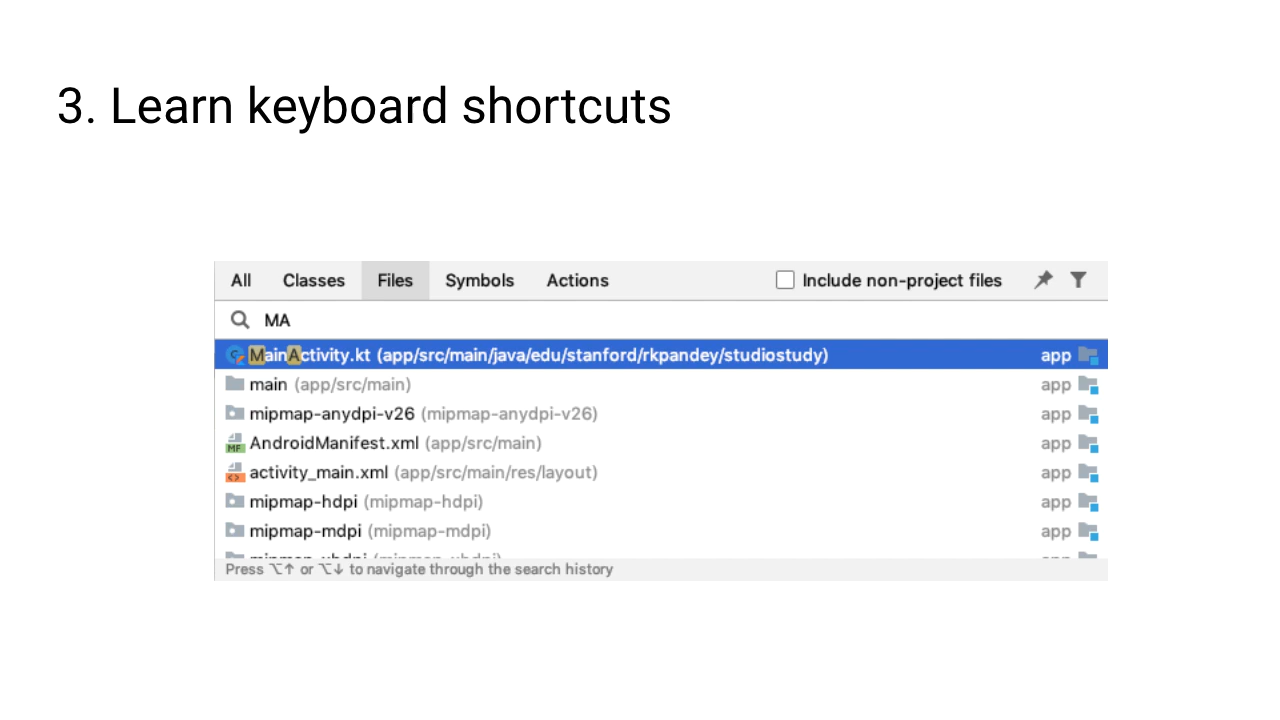 3. Learn keyboard shortcuts
All Classes Files Symbols Actions Include non-project files
MA
MainActivity.kt (app/src/main/java/edu/stanford/rkpandey/studiostudy) app
main (app/src/main) app
mipmap-anydpi-v26 (mipmap-anydpi-v26) app
MF AndroidManifest.xml (app/src/main) app
activity_main.xml (app/src/main/res/layout) app
mipmap-hdpi (mipmap-hdpi) app
mipmap-mdpi (mipmap-mdpi) app
Press ⌥↑ or ⌥↓ to navigate through the search history